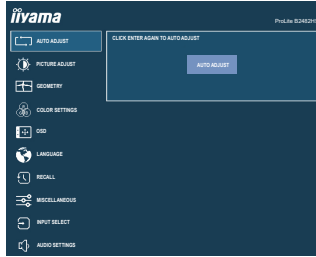 iiyama
ProLite B2482H
AUTO ADJUST
CLICK ENTER AGAIN TO AUTO ADJUST
AUTO ADJUST
PICTURE ADJUST
GEOMETRY
COLOR SETTINGS
OSD
LANGUAGE
RECALL
MISCELLANEOUS
INPUT SELECT
AUDIO SETTINGS